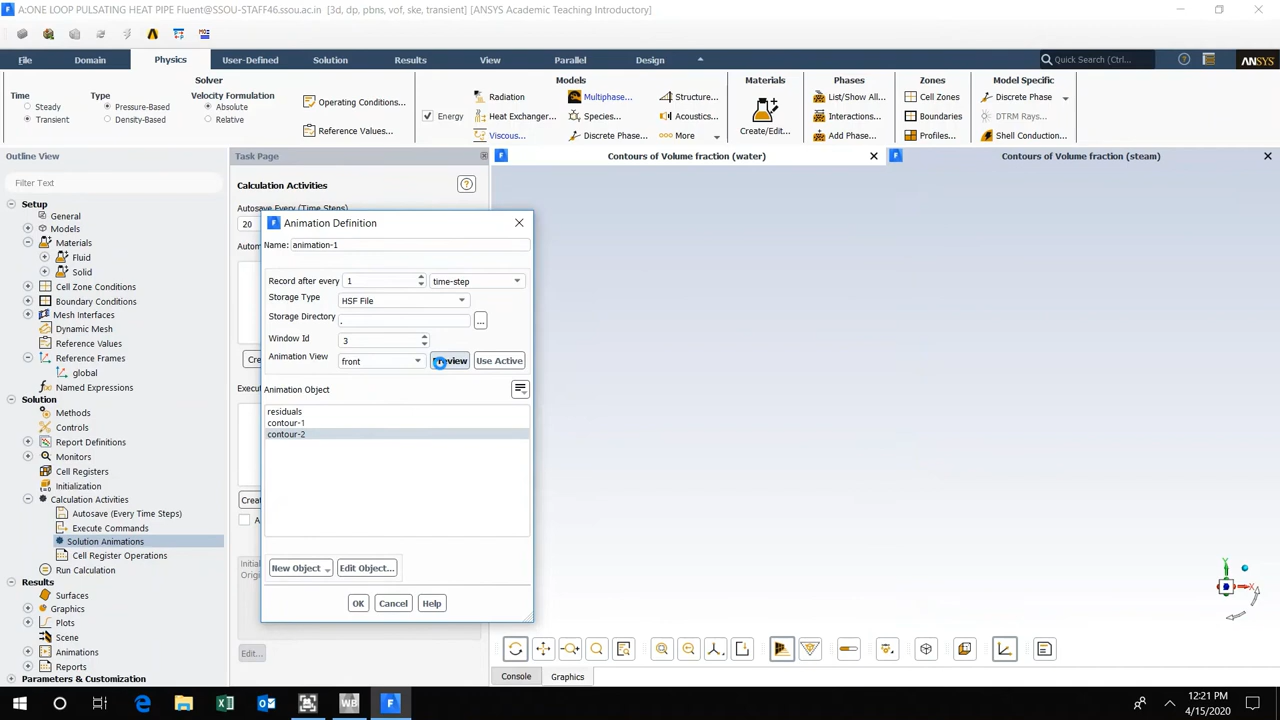 A:ONE LOOP PULSATING HEAT PIPE Fluent@SSOU-STAFF46.ssou.ac.in [3d, dp, pbns, vof, ske, transient] [ANSYS Academic Teaching Introductory]
File Domain Physics User-Defined Solution Results Parallel View Design Quick Search (Ctrl... ANSYS
Solver Models Materials Phases Zones Model Specific
Time Type Velocity Formulation
Steady Pressure-Based Absolute Operating Conditions... Radiation Multiphase... Structure... List/Show All... Cell Zones Discrete Phase
Transient Density-Based Relative Energy Heat Exchanger... Species... Acoustics... Interactions... Boundaries DTRM Rays...
Reference Values... Viscous... Discrete Phase... More Create/Edit... Add Phase... Profiles... Shell Conduction...
Outline View Task Page Contours of Volume fraction (water) Contours of Volume fraction (steam)
Filter Text
Calculation Activities
Autosave Every (Time Steps)
20
Setup
General
Models
Materials
Fluid
Solid
Cell Zone Conditions
Boundary Conditions
Mesh Interfaces
Dynamic Mesh
Reference Values
Reference Frames
global
Named Expressions
Solution
Methods
Controls
Report Definitions
Monitors
Cell Registers
Initialization
Calculation Activities
Autosave (Every Time Steps)
Execute Commands
Solution Animations
Cell Register Operations
Run Calculation
Results
Surfaces
Graphics
Plots
Scene
Animations
Reports
Parameters & Customization
Edit...
Animation Definition
Name: animation-1
Record after every 1 time-step
Storage Type HSF File
Storage Directory . ...
Window Id 3
Animation View front Preview Use Active
Animation Object
residuals
contour-1
contour-2
New Object Edit Object...
OK Cancel Help
Y
X
Console Graphics
12:21 PM
4/15/2020